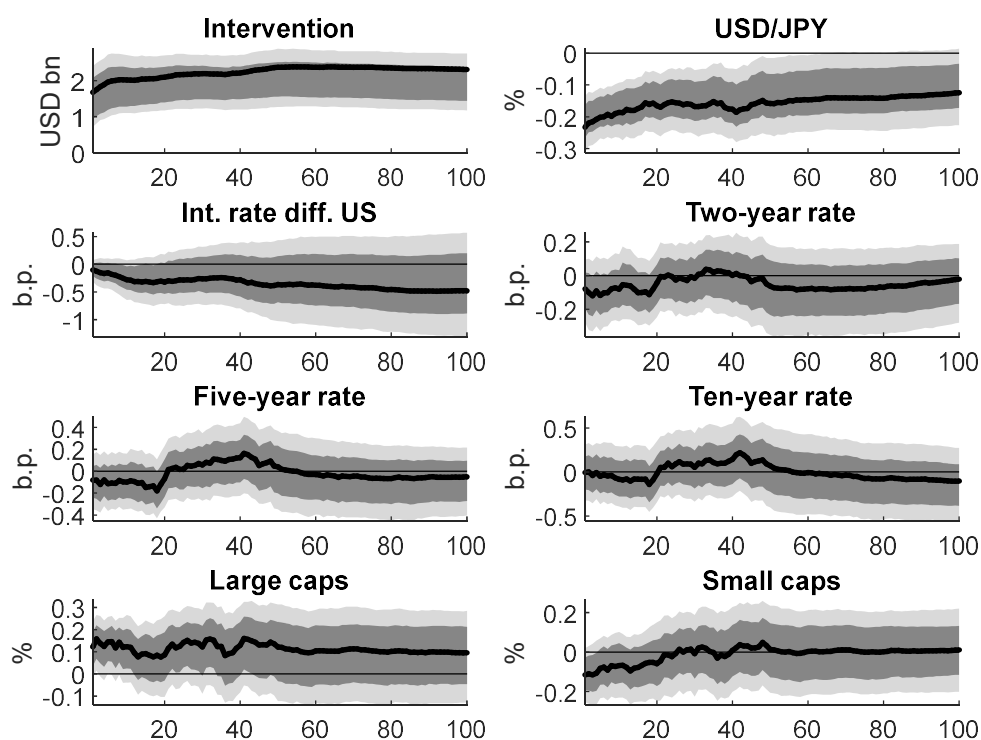 Intervention
USD/JPY
USD bn
2
1
0
20 40 60 80 100
%
0
-0.1
-0.2
-0.3
20 40 60 80 100
Int. rate diff. US
Two-year rate
b.p.
0.5
0
-0.5
-1
20 40 60 80 100
b.p.
0.2
0
-0.2
20 40 60 80 100
Five-year rate
Ten-year rate
b.p.
0.4
0.2
0
-0.2
-0.4
20 40 60 80 100
b.p.
0.5
0
-0.5
20 40 60 80 100
Large caps
Small caps
%
0.3
0.2
0.1
0
-0.1
20 40 60 80 100
%
0.2
0
-0.2
20 40 60 80 100